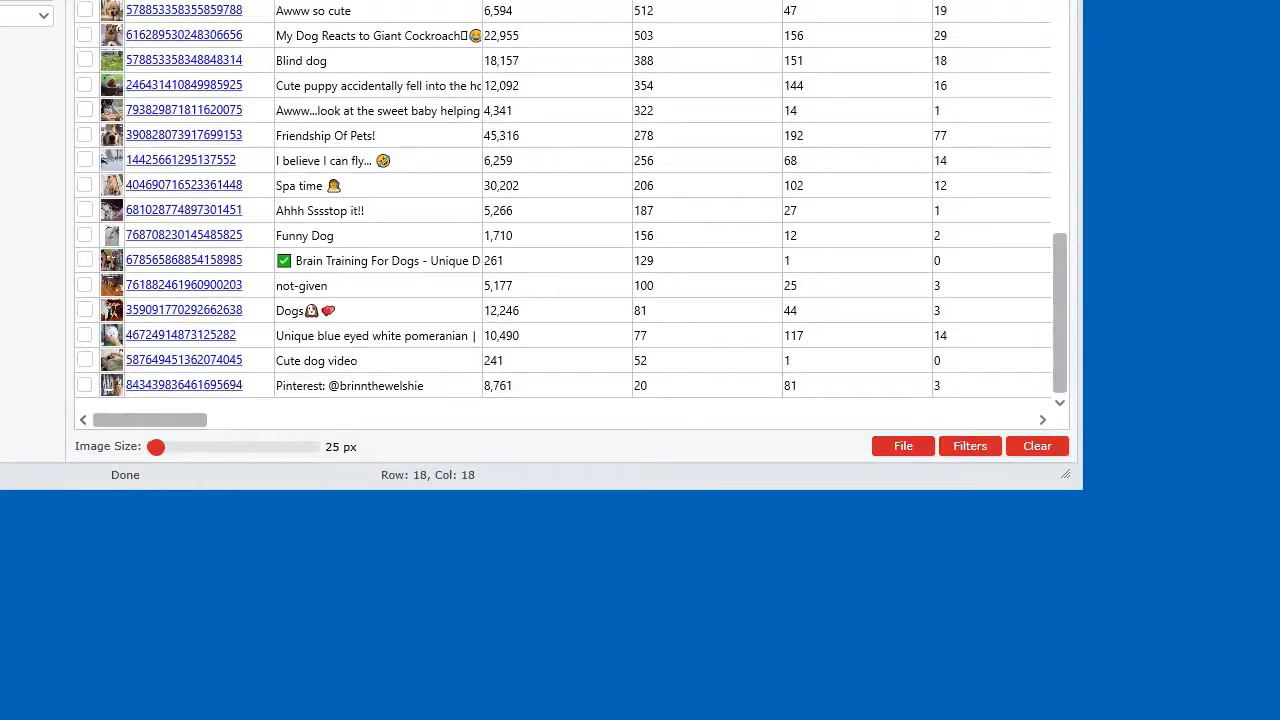 578853358355859788 Awww so cute 6,594 512 47 19
616289530248306656 My Dog Reacts to Giant Cockroach 😂 22,955 503 156 29
578853358348848314 Blind dog 18,157 388 151 18
246431410849985925 Cute puppy accidentally fell into the hc 12,092 354 144 16
793829871811620075 Awww...look at the sweet baby helping 4,341 322 14 1
390828073917699153 Friendship Of Pets! 45,316 278 192 77
14425661295137552 I believe I can fly... 🤣 6,259 256 68 14
404690716523361448 Spa time 💆 30,202 206 102 12
681028774897301451 Ahhh Sssstop it!! 5,266 187 27 1
768708230145485825 Funny Dog 1,710 156 12 2
678565868854158985 ✅ Brain Training For Dogs - Unique D 261 129 1 0
761882461960900203 not-given 5,177 100 25 3
359091770292662638 Dogs🐶❤ 12,246 81 44 3
46724914873125282 Unique blue eyed white pomeranian | 10,490 77 117 14
587649451362074045 Cute dog video 241 52 1 0
843439836461695694 Pinterest: @brninthewelshie 8,761 20 81 3
Image Size: 25 px File Filters Clear
Done Row: 18, Col: 18